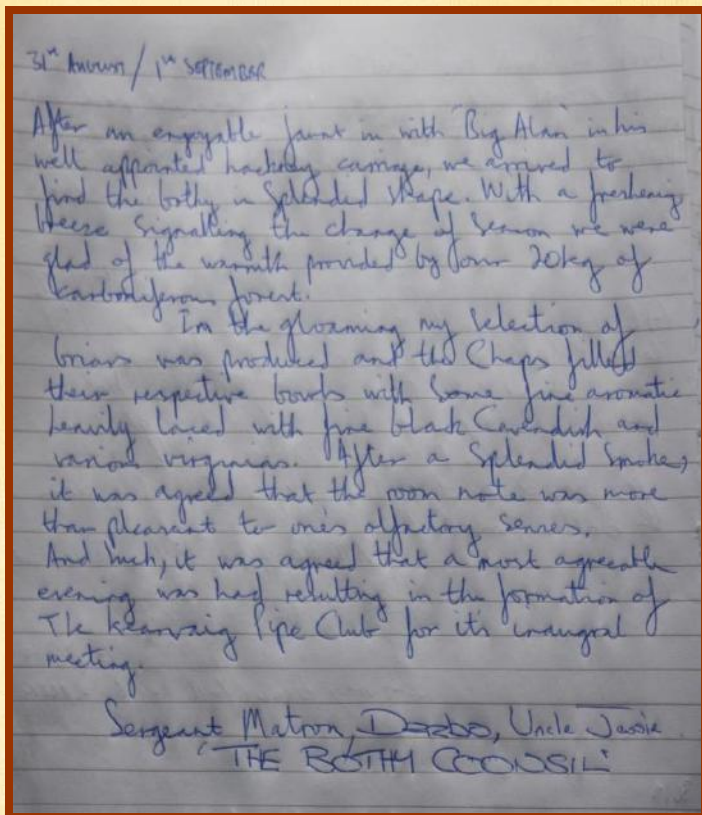 31st August / 1st SEPTEMBER
After an enjoyable jaunt in with "Big Alan" in his
well appointed hackney carriage, we arrived to
find the bothy in splendid shape. With a freshening
breeze signalling the change of season we were
glad of the warmth provided by our 20kg of
carboniferous forest.
In the gloaming my selection of
briars was produced and the Chaps filled
their respective bowls with some fine aromatic
heavily laced with fine black Cavendish and
various virginias. After a Splendid Smoke,
it was agreed that the room note was more
than pleasant to one's olfactory senses.
And such, it was agreed that a most agreeable
evening was had resulting in the formation of
The Kearvaig Pipe Club for its inaugral
meeting.
Sergeant Matron, Dezbo, Uncle Jassie
'THE BOTHY COONSIL'